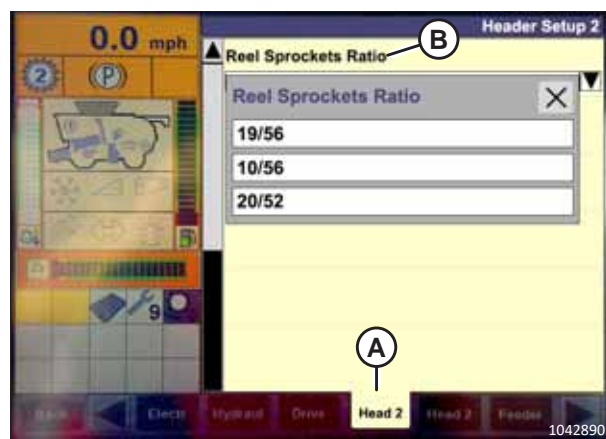 Header Setup 2
0.0 mph
B
Reel Sprockets Ratio
2
P
Reel Sprockets Ratio
19/56
10/56
20/52
9
A
Back
Electr
Hydraul
Drive
Head 2
Head 2
Feeder
1042890